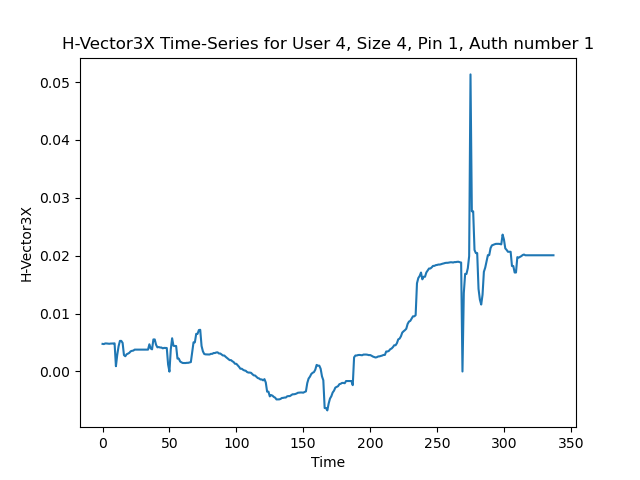 H-Vector3X Time-Series for User 4, Size 4, Pin 1, Auth number 1
H-Vector3X
0.05
0.04
0.03
0.02
0.01
0.00
0 50 100 150 200 250 300 350
Time